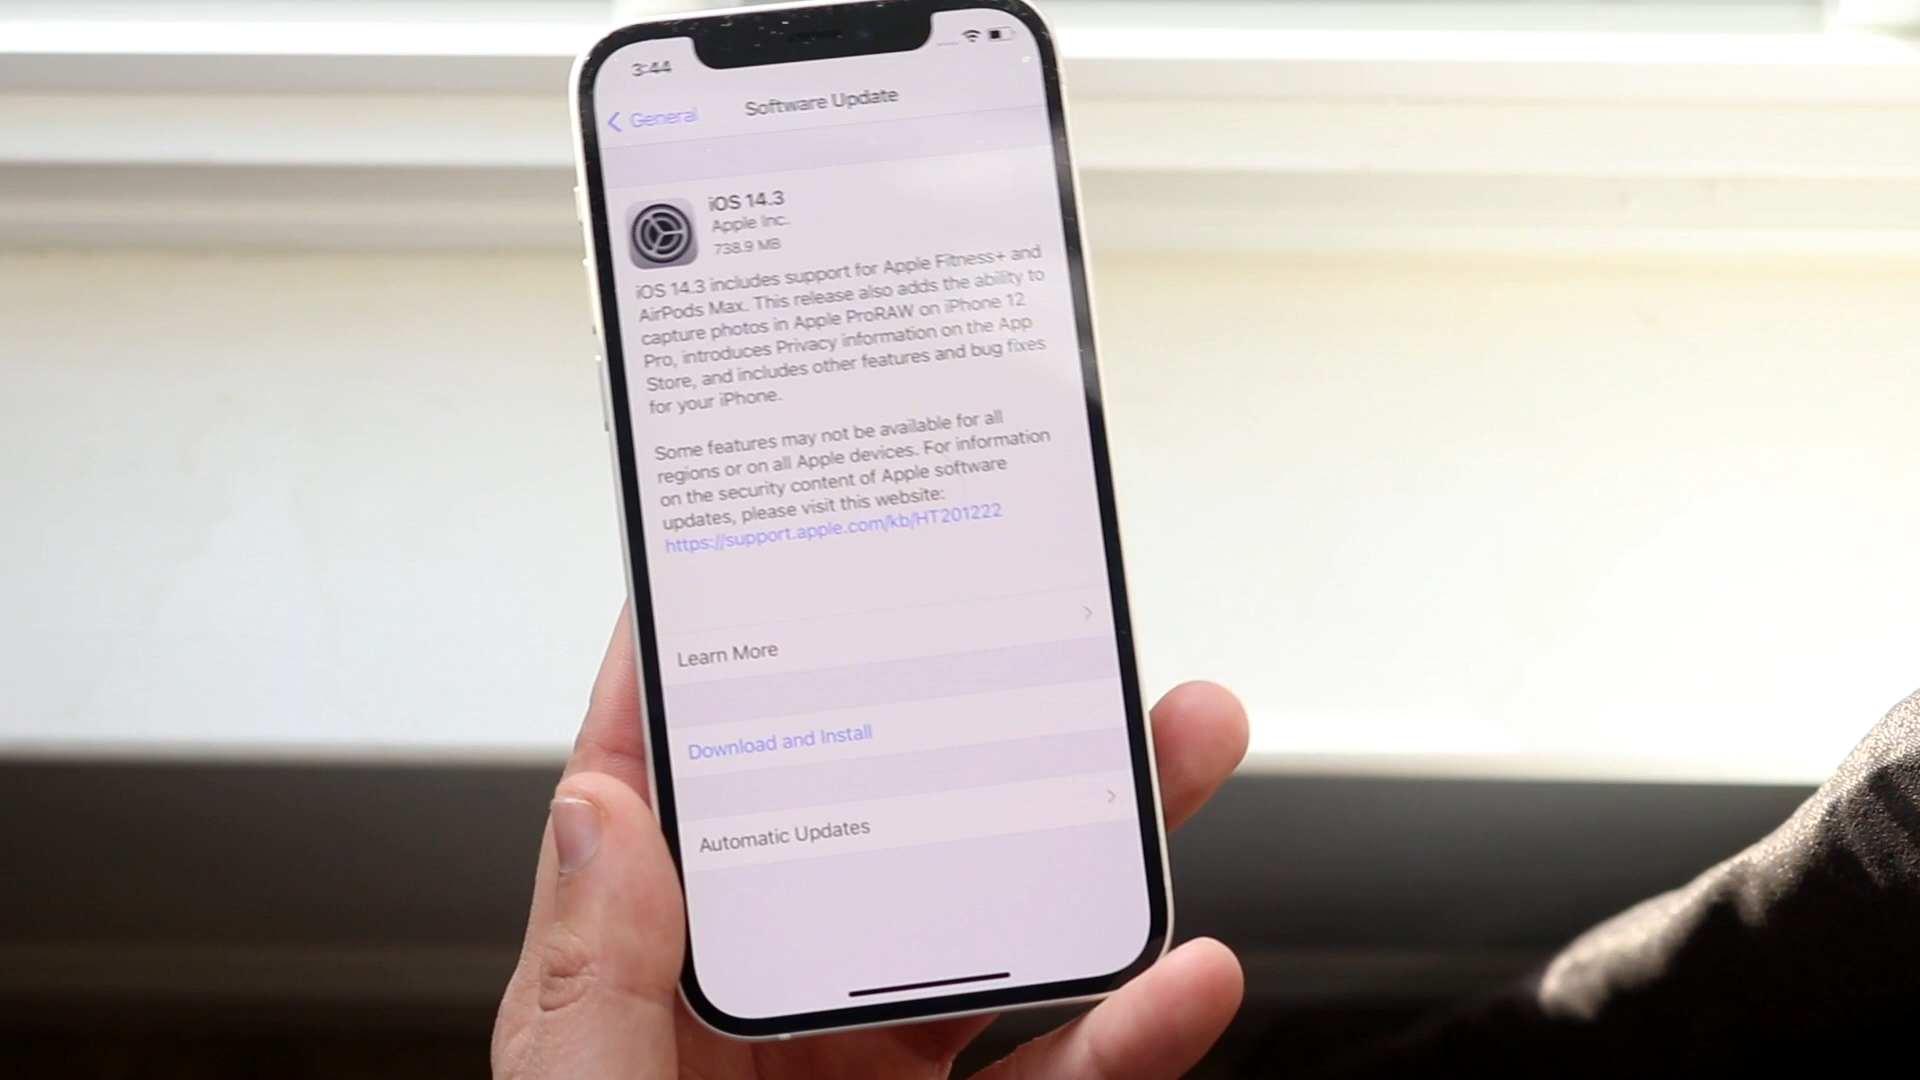 3:44
General
Software Update
iOS 14.3
Apple Inc.
738.9 MB
iOS 14.3 includes support for Apple Fitness+ and
AirPods Max. This release also adds the ability to
capture photos in Apple ProRAW on iPhone 12
Pro, introduces Privacy information on the App
Store, and includes other features and bug fixes
for your iPhone.
Some features may not be available for all
regions or on all Apple devices. For information
on the security content of Apple software
updates, please visit this website:
https://support.apple.com/kb/HT201222
Learn More
Download and Install
Automatic Updates